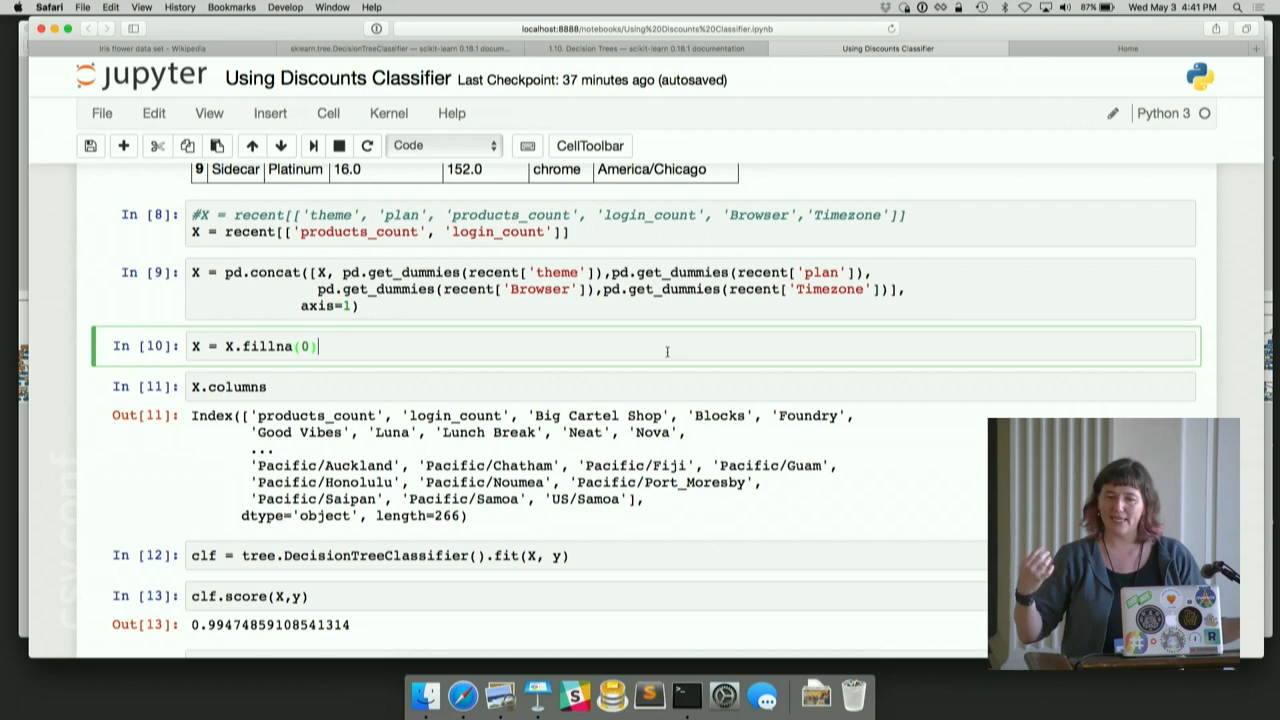 Safari File Edit View History Bookmarks Develop Window Help 87% Wed May 3 4:41 PM
localhost:8888/notebooks/Using%20Discounts%20Classifier.ipynb
Iris flower data set - Wikipedia sklearn.tree.DecisionTreeClassifier — scikit-learn 0.18.1 docum... 1.10. Decision Trees — scikit-learn 0.18.1 documentation Using Discounts Classifier Home
jupyter Using Discounts Classifier Last Checkpoint: 37 minutes ago (autosaved)
File Edit View Insert Cell Kernel Help Python 3
Code CellToolbar
9 Sidecar Platinum 16.0 152.0 chrome America/Chicago
In [8]: #X = recent[['theme', 'plan', 'products_count', 'login_count', 'Browser','Timezone']]
X = recent[['products_count', 'login_count']]
In [9]: X = pd.concat([X, pd.get_dummies(recent['theme']),pd.get_dummies(recent['plan']),
pd.get_dummies(recent['Browser']),pd.get_dummies(recent['Timezone'])],
axis=1)
In [10]: X = X.fillna(0)
In [11]: X.columns
Out[11]: Index(['products_count', 'login_count', 'Big Cartel Shop', 'Blocks', 'Foundry',
'Good Vibes', 'Luna', 'Lunch Break', 'Neat', 'Nova',
...
'Pacific/Auckland', 'Pacific/Chatham', 'Pacific/Fiji', 'Pacific/Guam',
'Pacific/Honolulu', 'Pacific/Noumea', 'Pacific/Port_Moresby',
'Pacific/Saipan', 'Pacific/Samoa', 'US/Samoa'],
dtype='object', length=266)
In [12]: clf = tree.DecisionTreeClassifier().fit(X, y)
In [13]: clf.score(X,y)
Out[13]: 0.99474859108541314
csv.conf